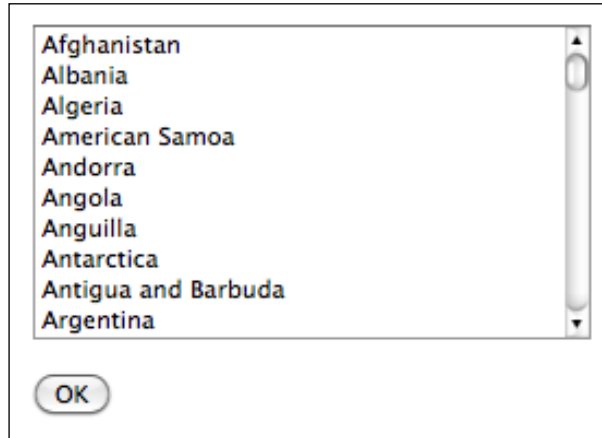 Afghanistan
Albania
Algeria
American Samoa
Andorra
Angola
Anguilla
Antarctica
Antigua and Barbuda
Argentina
OK